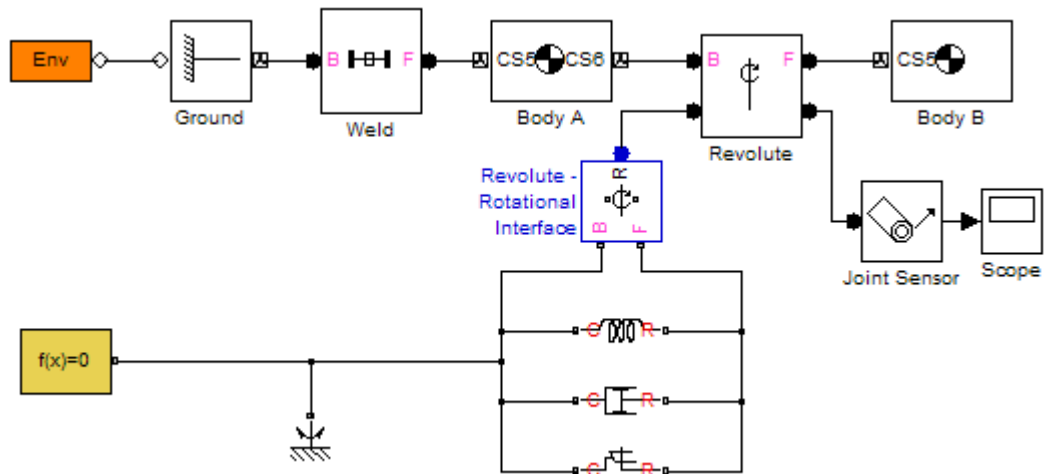 Env
Ground
B F
Weld
CS5 CS6
Body A
B F
Revolute
CS5
Body B
Revolute -
Rotational
Interface
R
B F
Joint Sensor
Scope
f(x)=0
C R
C R
C R